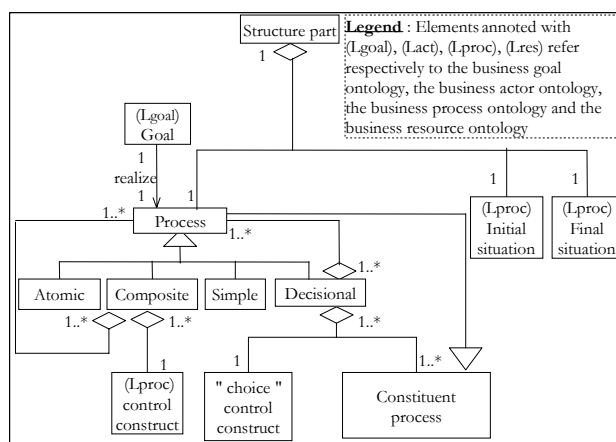 Structure part
1
Legend : Elements annoted with
(Lgoal), (Lact), (Lproc), (Lres) refer
respectively to the business goal
ontology, the business actor ontology,
the business process ontology and the
business resource ontology
(Lgoal)
Goal
1
realize
1
1
1
1
1..*
Process
1..*
(Lproc)
Initial
situation
(Lproc)
Final
situation
1..*
Atomic
Composite
Simple
Decisional
1..*
1..*
1..*
1
1
1..*
(Lproc)
control
construct
" choice "
control
construct
Constituent
process